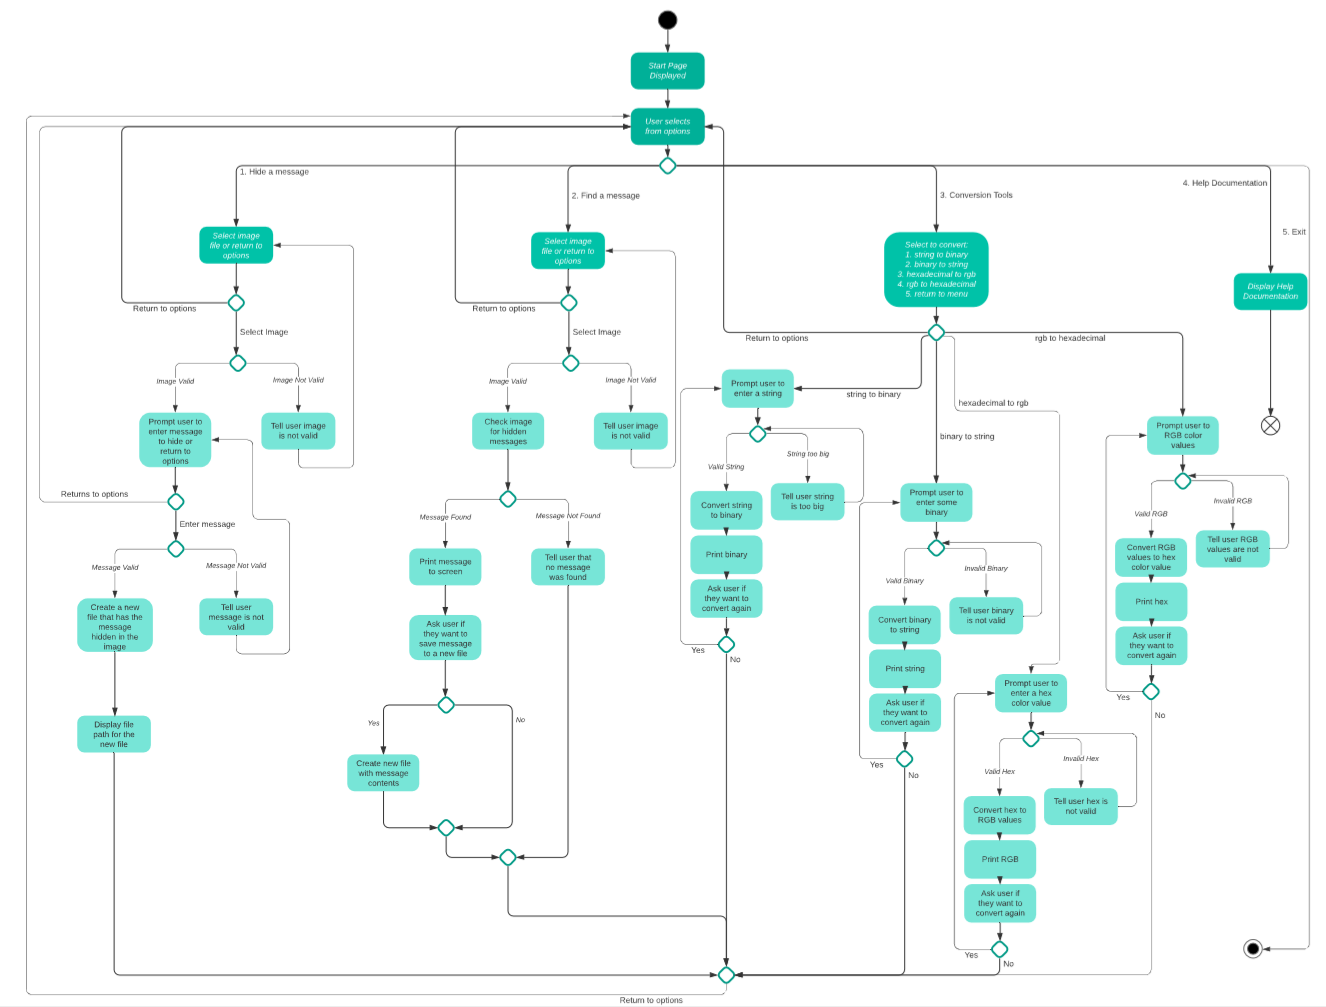 Start Page
Displayed
User selects
from options
1. Hide a message
2. Find a message
3. Conversion Tools
4. Help Documentation
5. Exit
Select image
file or return to
options
Return to options
Select Image
Image Valid
Image Not Valid
Prompt user to
enter message
to hide or
return to
options
Tell user image
is not valid
Returns to options
Enter message
Message Valid
Message Not Valid
Create a new
file that has the
message
hidden in the
image
Tell user
message is not
valid
Display file
path for the
new file
Select image
file or return to
options
Return to options
Select Image
Image Valid
Image Not Valid
Check image
for hidden
messages
Tell user image
is not valid
Message Found
Message Not Found
Print message
to screen
Tell user that
no message
was found
Ask user if
they want to
save message
to a new file
Yes
No
Create new file
with message
contents
Select to convert:
1. string to binary
2. binary to string
3. hexadecimal to rgb
4. rgb to hexadecimal
5. return to menu
Return to options
rgb to hexadecimal
string to binary
hexadecimal to rgb
binary to string
Prompt user to
enter a string
Valid String
String too big
Convert string
to binary
Tell user string
is too big
Print binary
Ask user if
they want to
convert again
Yes
No
Prompt user to
enter some
binary
Valid Binary
Invalid Binary
Convert binary
to string
Tell user binary
is not valid
Print string
Ask user if
they want to
convert again
Yes
No
Prompt user to
enter a hex
color value
Valid Hex
Invalid Hex
Convert hex to
RGB values
Tell user hex is
not valid
Print RGB
Ask user if
they want to
convert again
Yes
No
Prompt user to
RGB color
values
Valid RGB
Invalid RGB
Convert RGB
values to hex
color value
Tell user RGB
values are not
valid
Print hex
Ask user if
they want to
convert again
Yes
No
Display Help
Documentation
Return to options